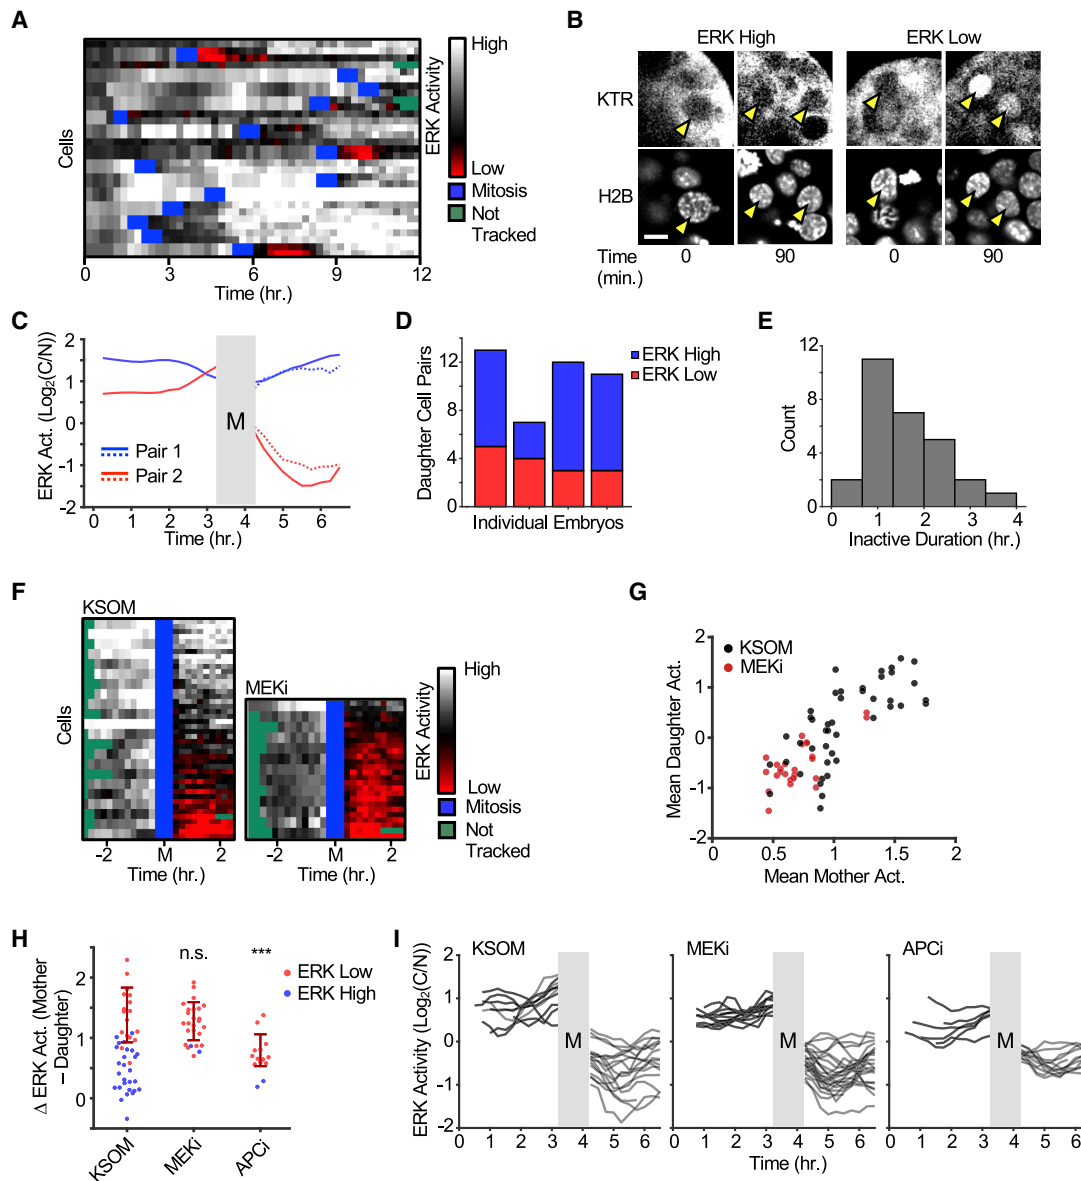 A
High
ERK Activity
Low
Mitosis
Not
Tracked
Cells
0 3 6 9 12
Time (hr.)
B
ERK High ERK Low
KTR
H2B
Time
(min.)
0 90 0 90
C
2
1
0
-1
-2
ERK Act. (Log2(C/N))
M
Pair 1
Pair 2
0 1 2 3 4 5 6
Time (hr.)
D
12
8
4
0
Daughter Cell Pairs
ERK High
ERK Low
Individual Embryos
E
12
8
4
0
Count
0 1 2 3 4
Inactive Duration (hr.)
F
KSOM
MEKi
Cells
High
ERK Activity
Low
Mitosis
Not
Tracked
-2 M 2
-2 M 2
Time (hr.) Time (hr.)
G
2
1
0
-1
-2
Mean Daughter Act.
KSOM
MEKi
0 0.5 1 1.5 2
Mean Mother Act.
H
2
1
0
Δ ERK Act. (Mother
– Daughter)
n.s. ***
ERK Low
ERK High
KSOM MEKi APCi
I
KSOM MEKi APCi
2
1
0
-1
-2
ERK Activity (Log2(C/N))
M M M
0 1 2 3 4 5 6 0 1 2 3 4 5 6 0 1 2 3 4 5 6
Time (hr.)